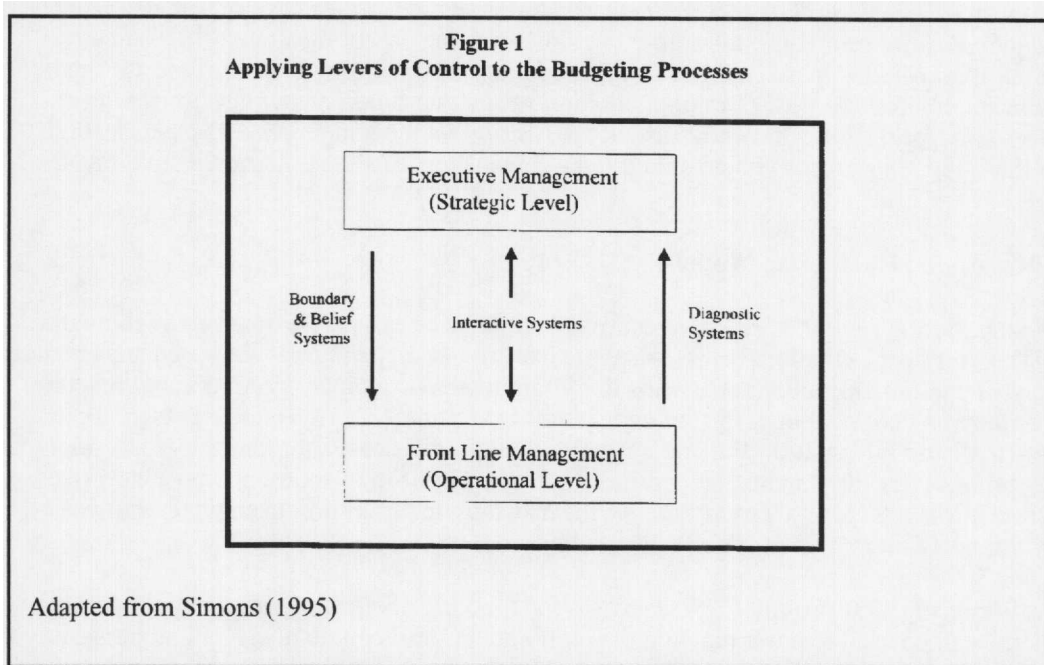 Figure 1
Applying Levers of Control to the Budgeting Processes
Executive Management
(Strategic Level)
Boundary
& Belief
Systems
Interactive Systems
Diagnostic
Systems
Front Line Management
(Operational Level)
Adapted from Simons (1995)